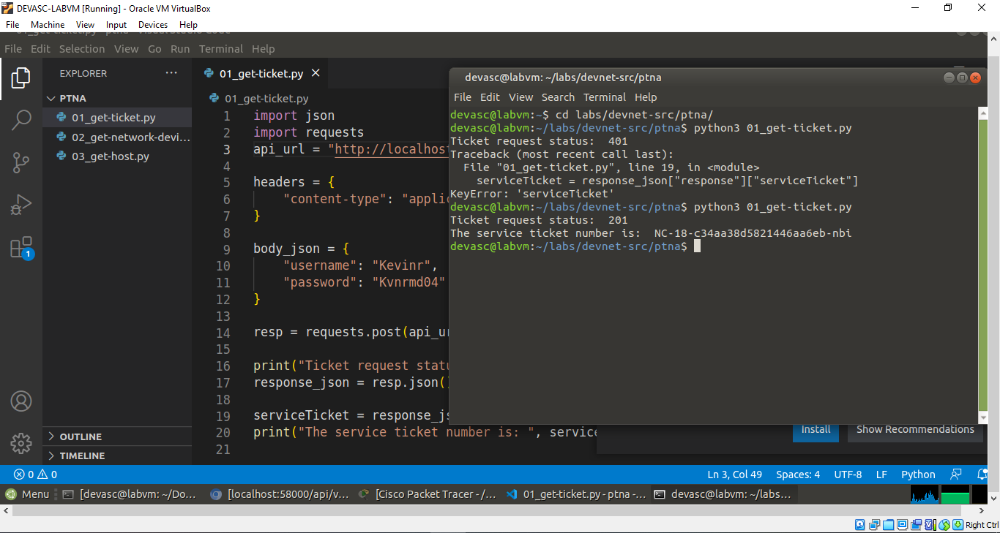 DEVASC-LABVM [Running] - Oracle VM VirtualBox
File Machine View Input Devices Help
File Edit Selection View Go Run Terminal Help
EXPLORER ···
PTNA
01_get-ticket.py
02_get-network-devi...
03_get-host.py
OUTLINE
TIMELINE
1
01_get-ticket.py
01_get-ticket.py
1 import json
2 import requests
3 api_url = "http://localhost
4
5 headers = {
6 "content-type": "applic
7 }
8
9 body_json = {
10 "username": "Kevinr",
11 "password": "Kvnrmd04"
12 }
13
14 resp = requests.post(api_ur
15
16 print("Ticket request statu
17 response_json = resp.json()
18
19 serviceTicket = response_js
20 print("The service ticket number is: ", service
21
devasc@labvm: ~/labs/devnet-src/ptna
File Edit View Search Terminal Help
devasc@labvm:~$ cd labs/devnet-src/ptna/
devasc@labvm:~/labs/devnet-src/ptna$ python3 01_get-ticket.py
Ticket request status:  401
Traceback (most recent call last):
  File "01_get-ticket.py", line 19, in <module>
    serviceTicket = response_json["response"]["serviceTicket"]
KeyError: 'serviceTicket'
devasc@labvm:~/labs/devnet-src/ptna$ python3 01_get-ticket.py
Ticket request status:  201
The service ticket number is:  NC-18-c34aa38d5821446aa6eb-nbi
devasc@labvm:~/labs/devnet-src/ptna$
Install Show Recommendations
0 0 Ln 3, Col 49 Spaces: 4 UTF-8 LF Python
Menu [devasc@labvm: ~/Do... [localhost:58000/api/v... [Cisco Packet Tracer - /... 01_get-ticket.py - ptna -... devasc@labvm: ~/labs...
Right Ctrl